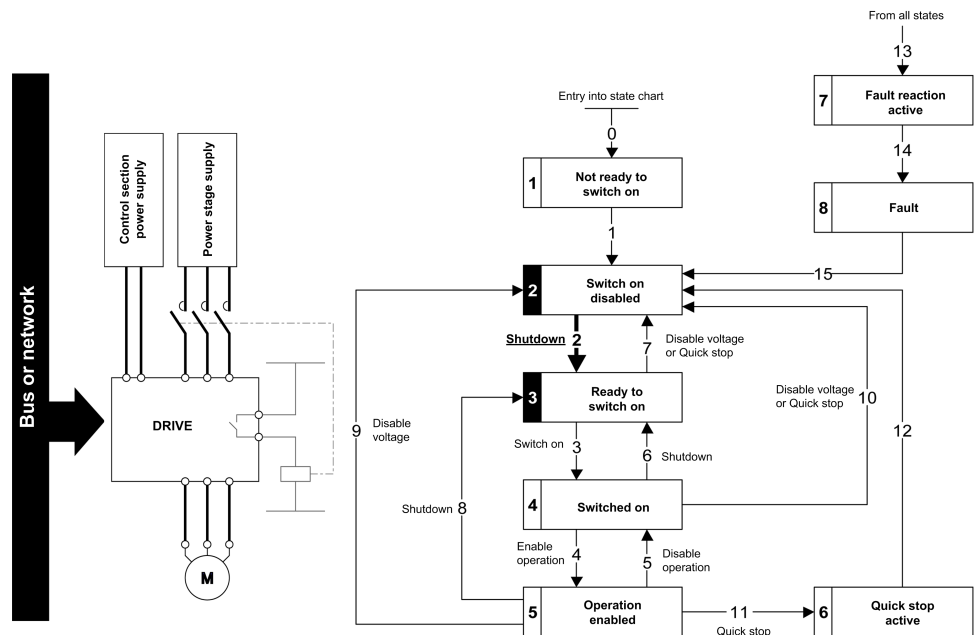 From all states
13
7
Fault reaction
active
14
8
Fault
15
Entry into state chart
0
1
Not ready to
switch on
1
2
Switch on
disabled
Shutdown 2
7
Disable voltage
or Quick stop
3
Ready to
switch on
Switch on 3
6 Shutdown
4
Switched on
Enable
operation
4
5
Disable
operation
5
Operation
enabled
11
Quick stop
6
Quick stop
active
9
Disable
voltage
Shutdown 8
Disable voltage
or Quick stop
10
12
Bus or network
Control section
power supply
Power stage supply
DRIVE
M